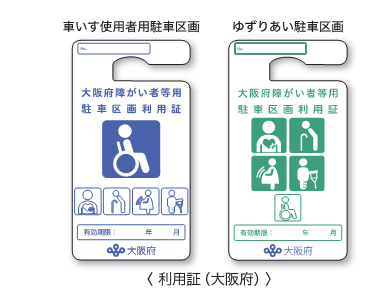 車いす使用者用駐車区画
ゆずりあい駐車区画
No.
大阪府障がい者等用
駐車区画利用証
有効期限： 年 月
大阪府
No.
大阪府障がい者等用
駐車区画利用証
有効期限： 年 月
大阪府
〈 利用証（大阪府）〉